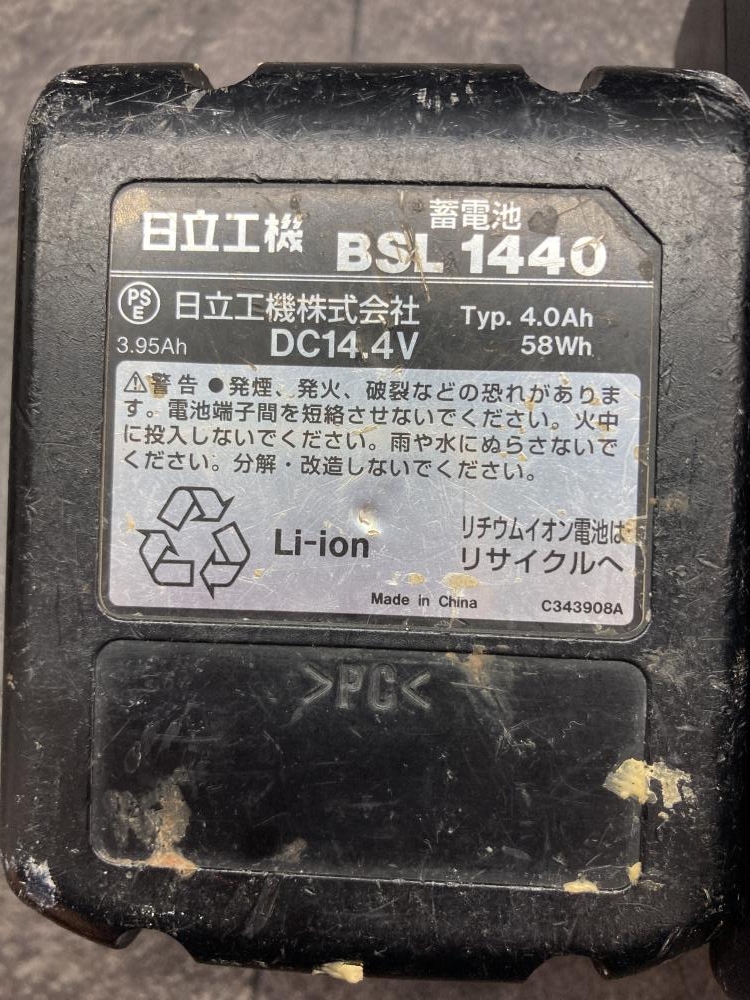 日立工機 蓄電池
BSL 1440
PSE 日立工機株式会社 Typ. 4.0Ah
3.95Ah DC14.4V 58Wh
⚠警告 ●発煙、発火、破裂などの恐れがありま
す。電池端子間を短絡させないでください。火中
に投入しないでください。雨や水にぬらさないで
ください。分解・改造しないでください。
Li-ion
リチウムイオン電池は
リサイクルへ
Made in China C343908A
>PC<